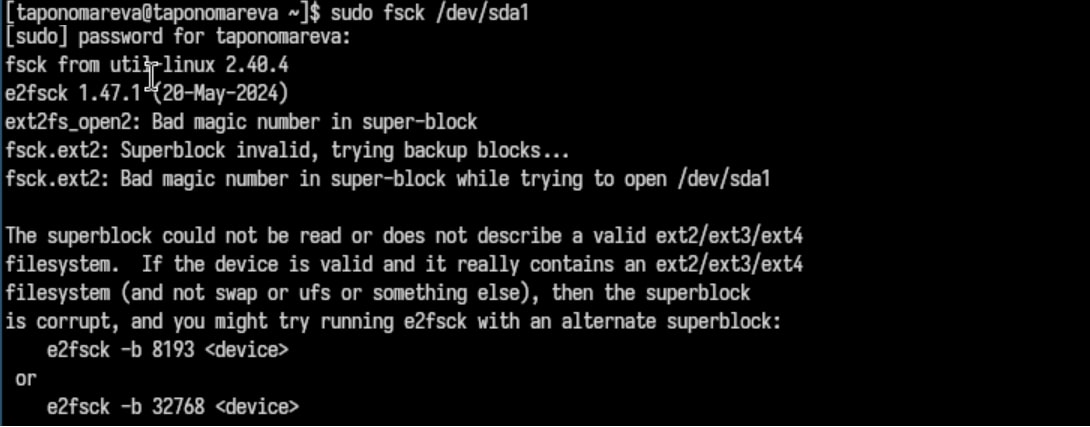 [taponomareva@taponomareva ~]$ sudo fsck /dev/sda1
[sudo] password for taponomareva:
fsck from util-linux 2.40.4
e2fsck 1.47.1 (20-May-2024)
ext2fs_open2: Bad magic number in super-block
fsck.ext2: Superblock invalid, trying backup blocks...
fsck.ext2: Bad magic number in super-block while trying to open /dev/sda1

The superblock could not be read or does not describe a valid ext2/ext3/ext4
filesystem.  If the device is valid and it really contains an ext2/ext3/ext4
filesystem (and not swap or ufs or something else), then the superblock
is corrupt, and you might try running e2fsck with an alternate superblock:
    e2fsck -b 8193 <device>
 or
    e2fsck -b 32768 <device>